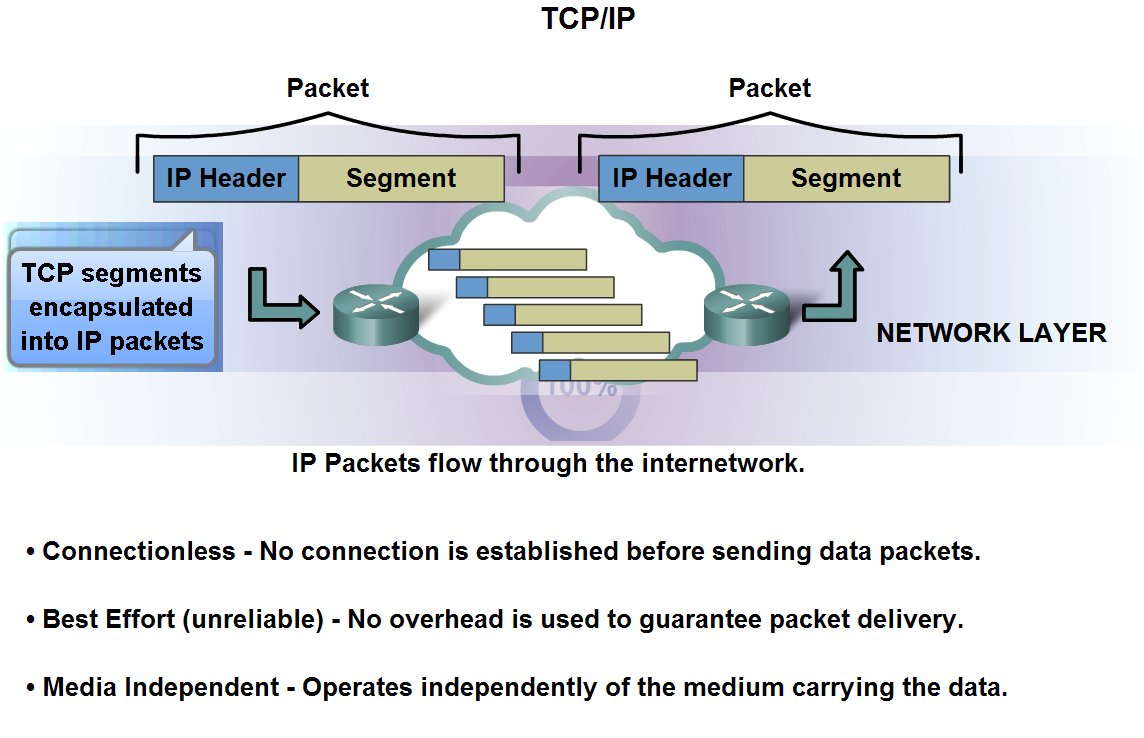 TCP/IP
Packet Packet
IP Header Segment IP Header Segment
TCP segments
encapsulated
into IP packets
NETWORK LAYER
100%
IP Packets flow through the internetwork.
• Connectionless - No connection is established before sending data packets.
• Best Effort (unreliable) - No overhead is used to guarantee packet delivery.
• Media Independent - Operates independently of the medium carrying the data.